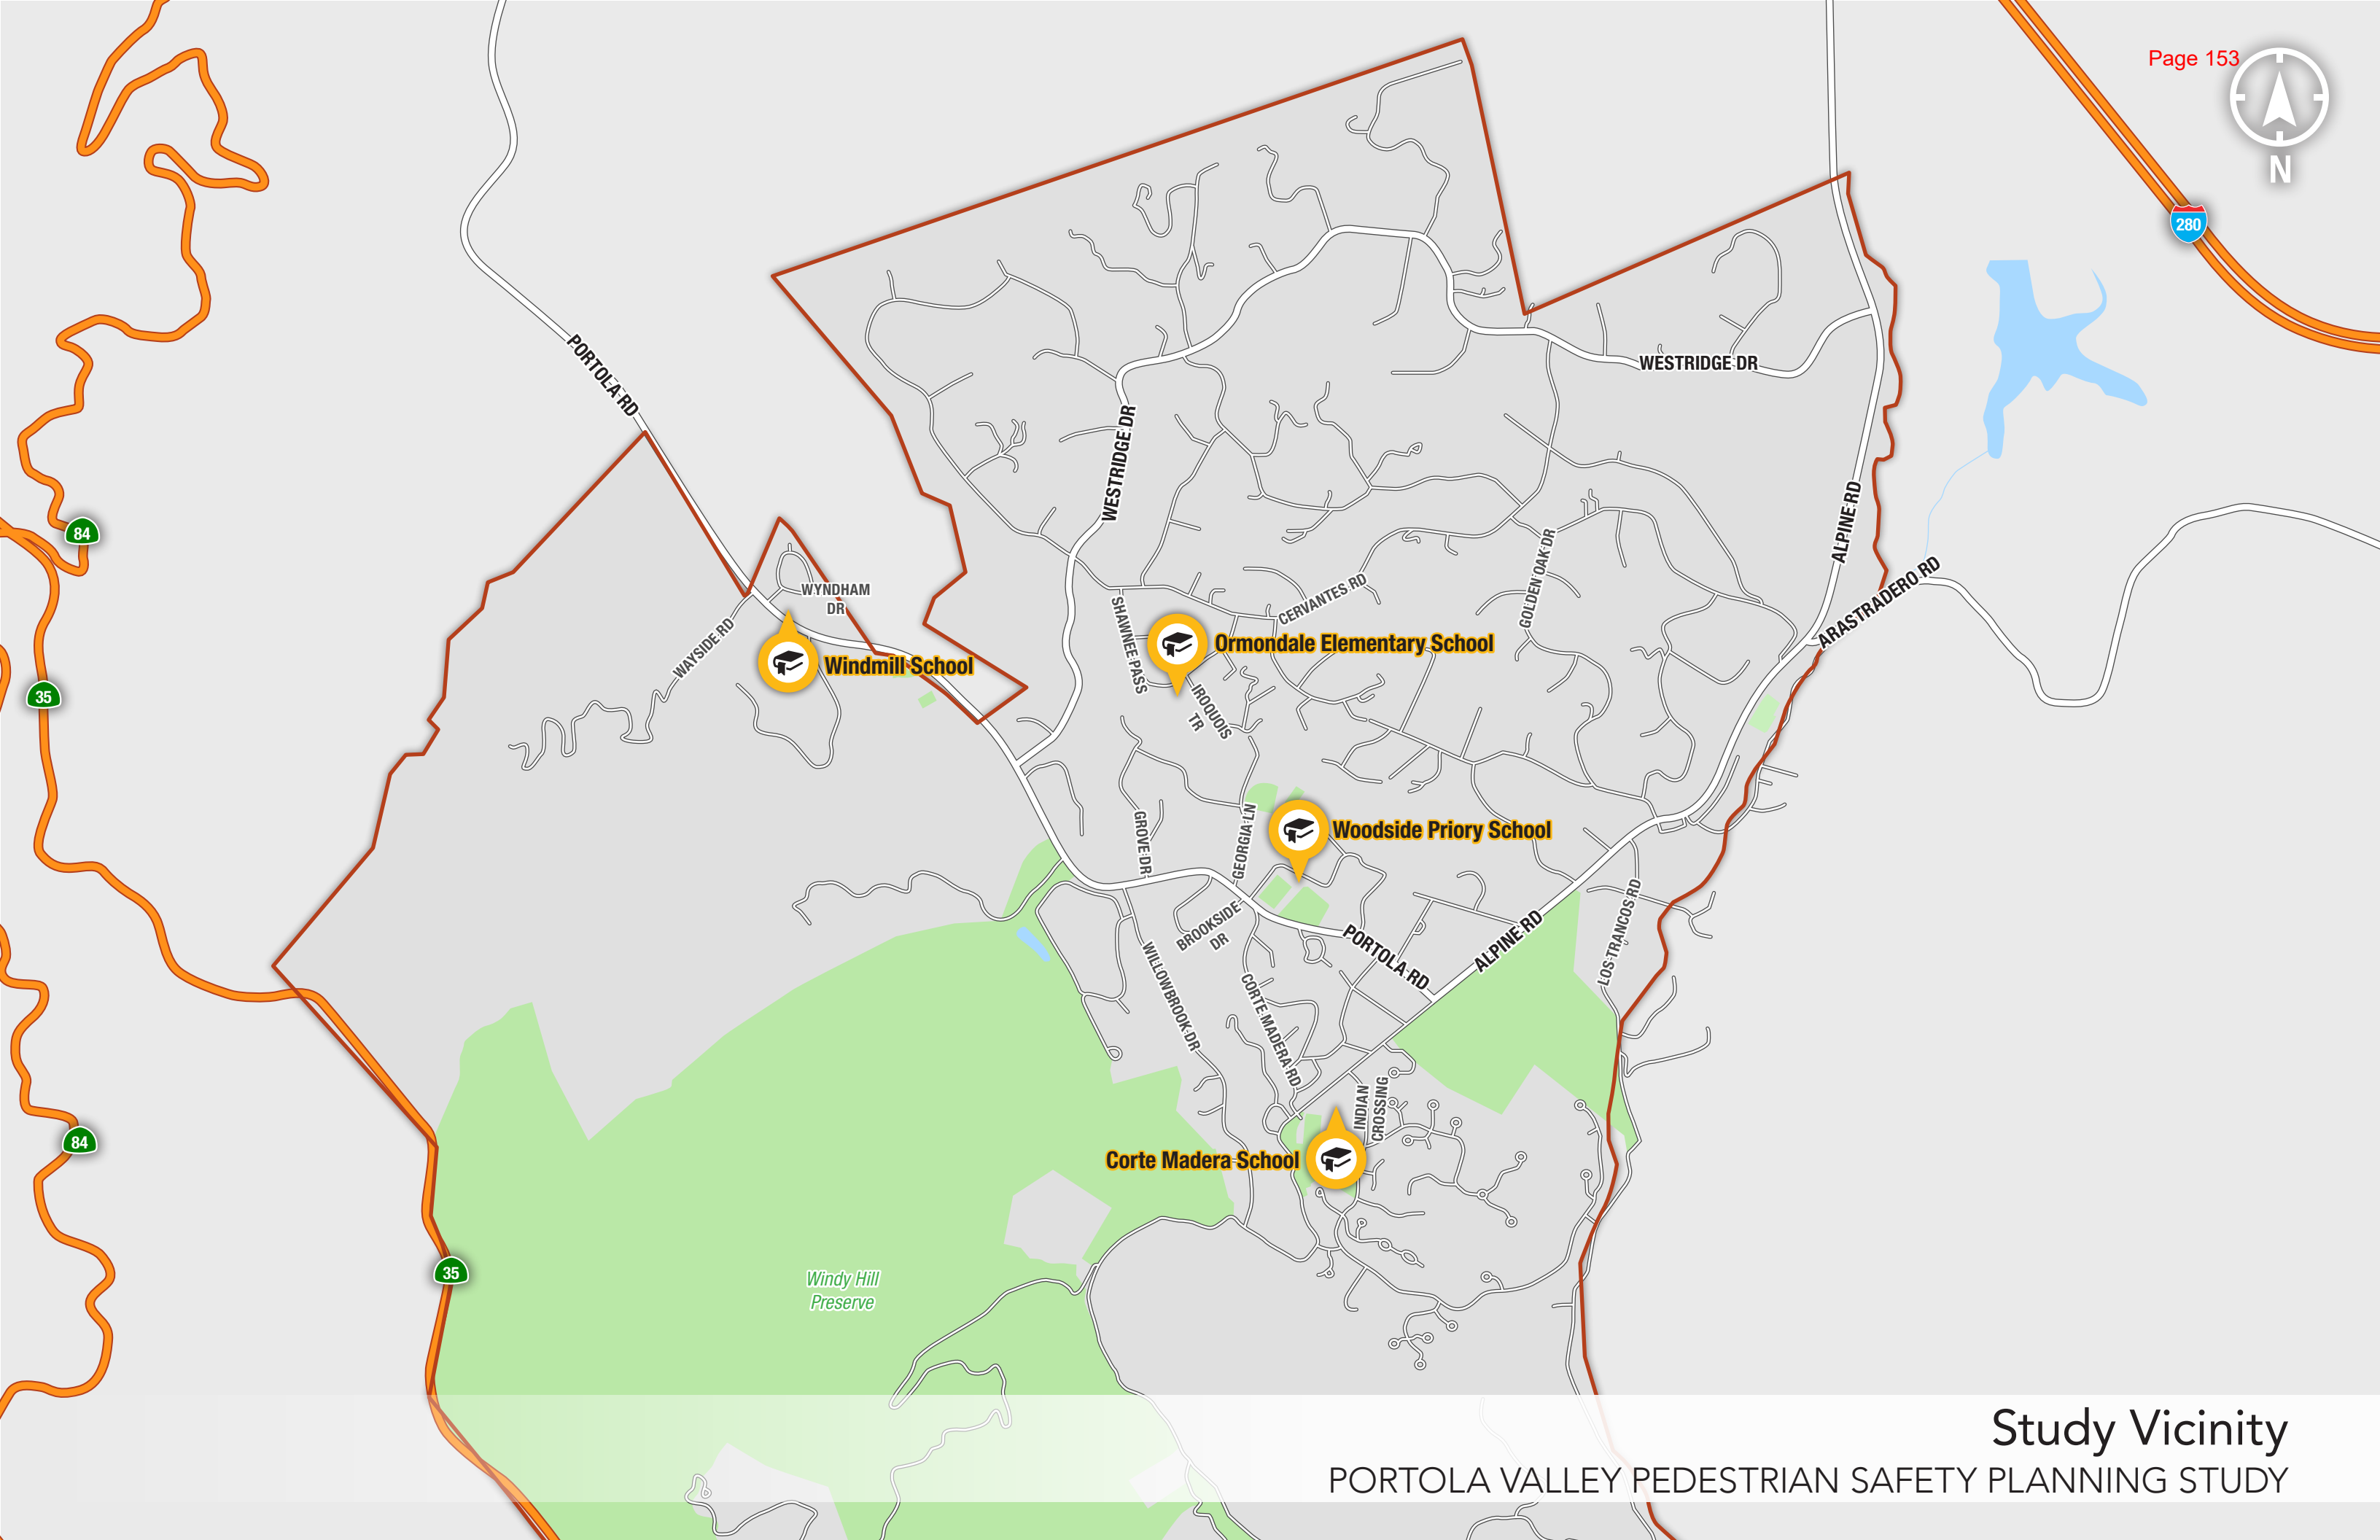 Page 153
N
280
PORTOLA RD
WESTRIDGE DR
WESTRIDGE DR
84
ALPINE RD
GOLDEN OAK DR
ARASTRADERO RD
WYNDHAM
DR
CERVANTES RD
WAYSIDE RD
SHAWNEE PASS
Ormondale Elementary School
Windmill School
35
IROQUOIS
TR
GROVE DR
GEORGIA LN
Woodside Priory School
BROOKSIDE
DR
PORTOLA RD
ALPINE RD
LOS TRANCOS RD
WILLOWBROOK DR
CORTE MADERA RD
INDIAN
CROSSING
84
Corte Madera School
35
Windy Hill
Preserve
Study Vicinity
PORTOLA VALLEY PEDESTRIAN SAFETY PLANNING STUDY